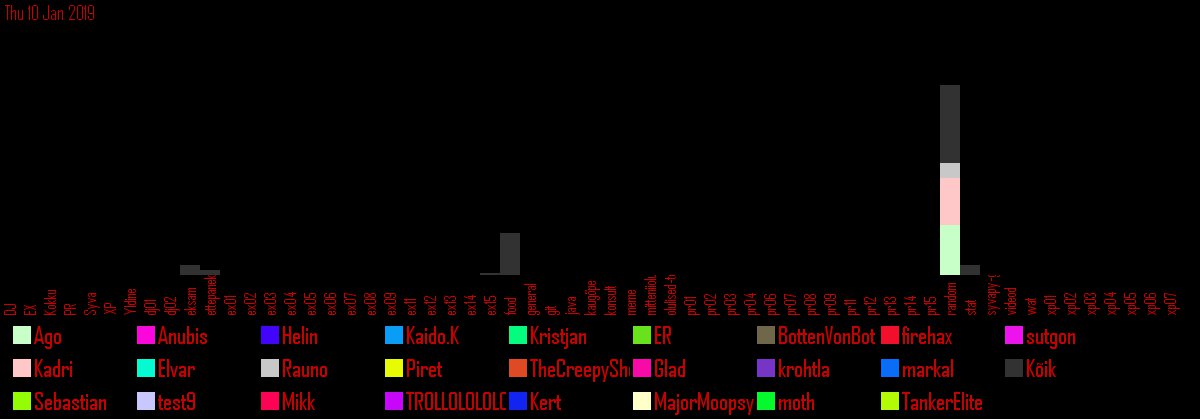 Thu 10 Jan 2019
DJ EX Kokku PR Syva XP Yldine dj01 dj02 eksam ettepanek ex01 ex02 ex03 ex04 ex05 ex06 ex07 ex08 ex09 ex11 ex12 ex13 ex14 ex15 food general git java kaugõpe konsult meme mitteniloli olulised-h pr01 pr02 pr03 pr04 pr06 pr07 pr08 pr09 pr11 pr12 pr13 pr14 pr15 random stat syvapy-t videod wat xp01 xp02 xp03 xp04 xp05 xp06 xp07
Ago Anubis Helin Kaido.K Kristjan ER BottenVonBot firehax sutgon
Kadri Elvar Rauno Piret TheCreepySh Glad krohtla markal Kõik
Sebastian test9 Mikk TROLLOLOLOLO Kert MajorMoopsy moth TankerElite